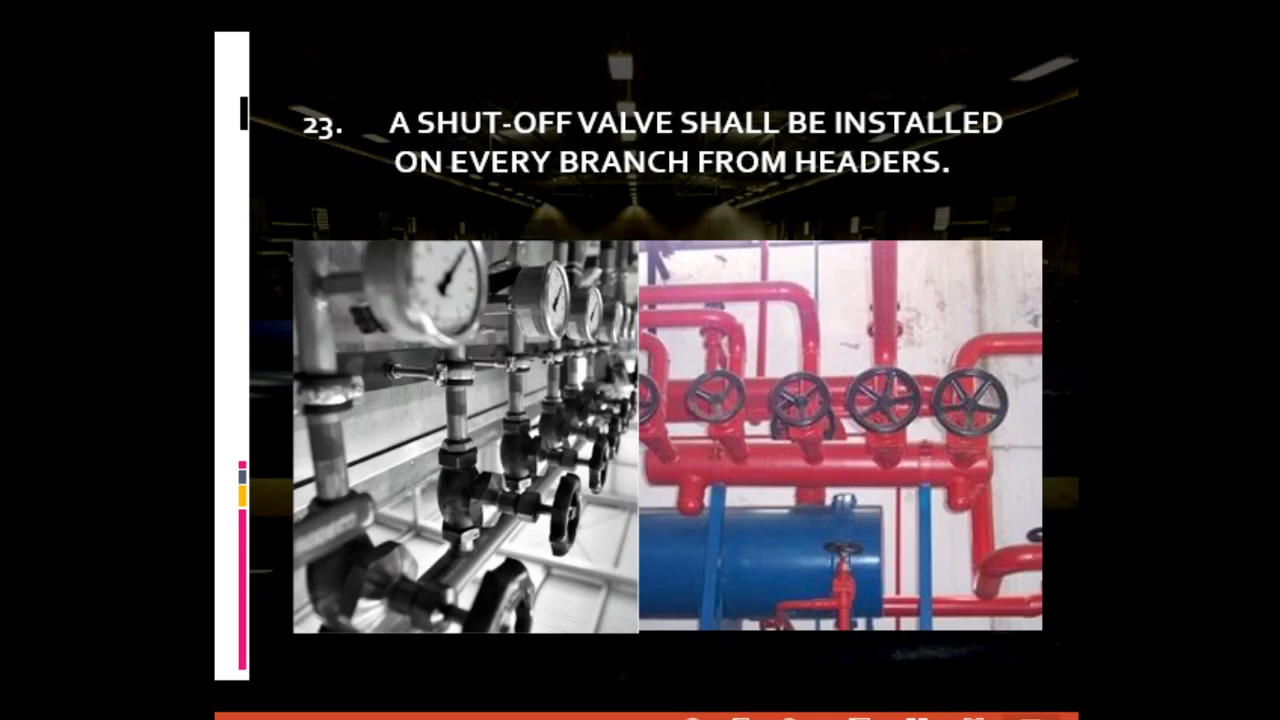 23. A SHUT-OFF VALVE SHALL BE INSTALLED
ON EVERY BRANCH FROM HEADERS.